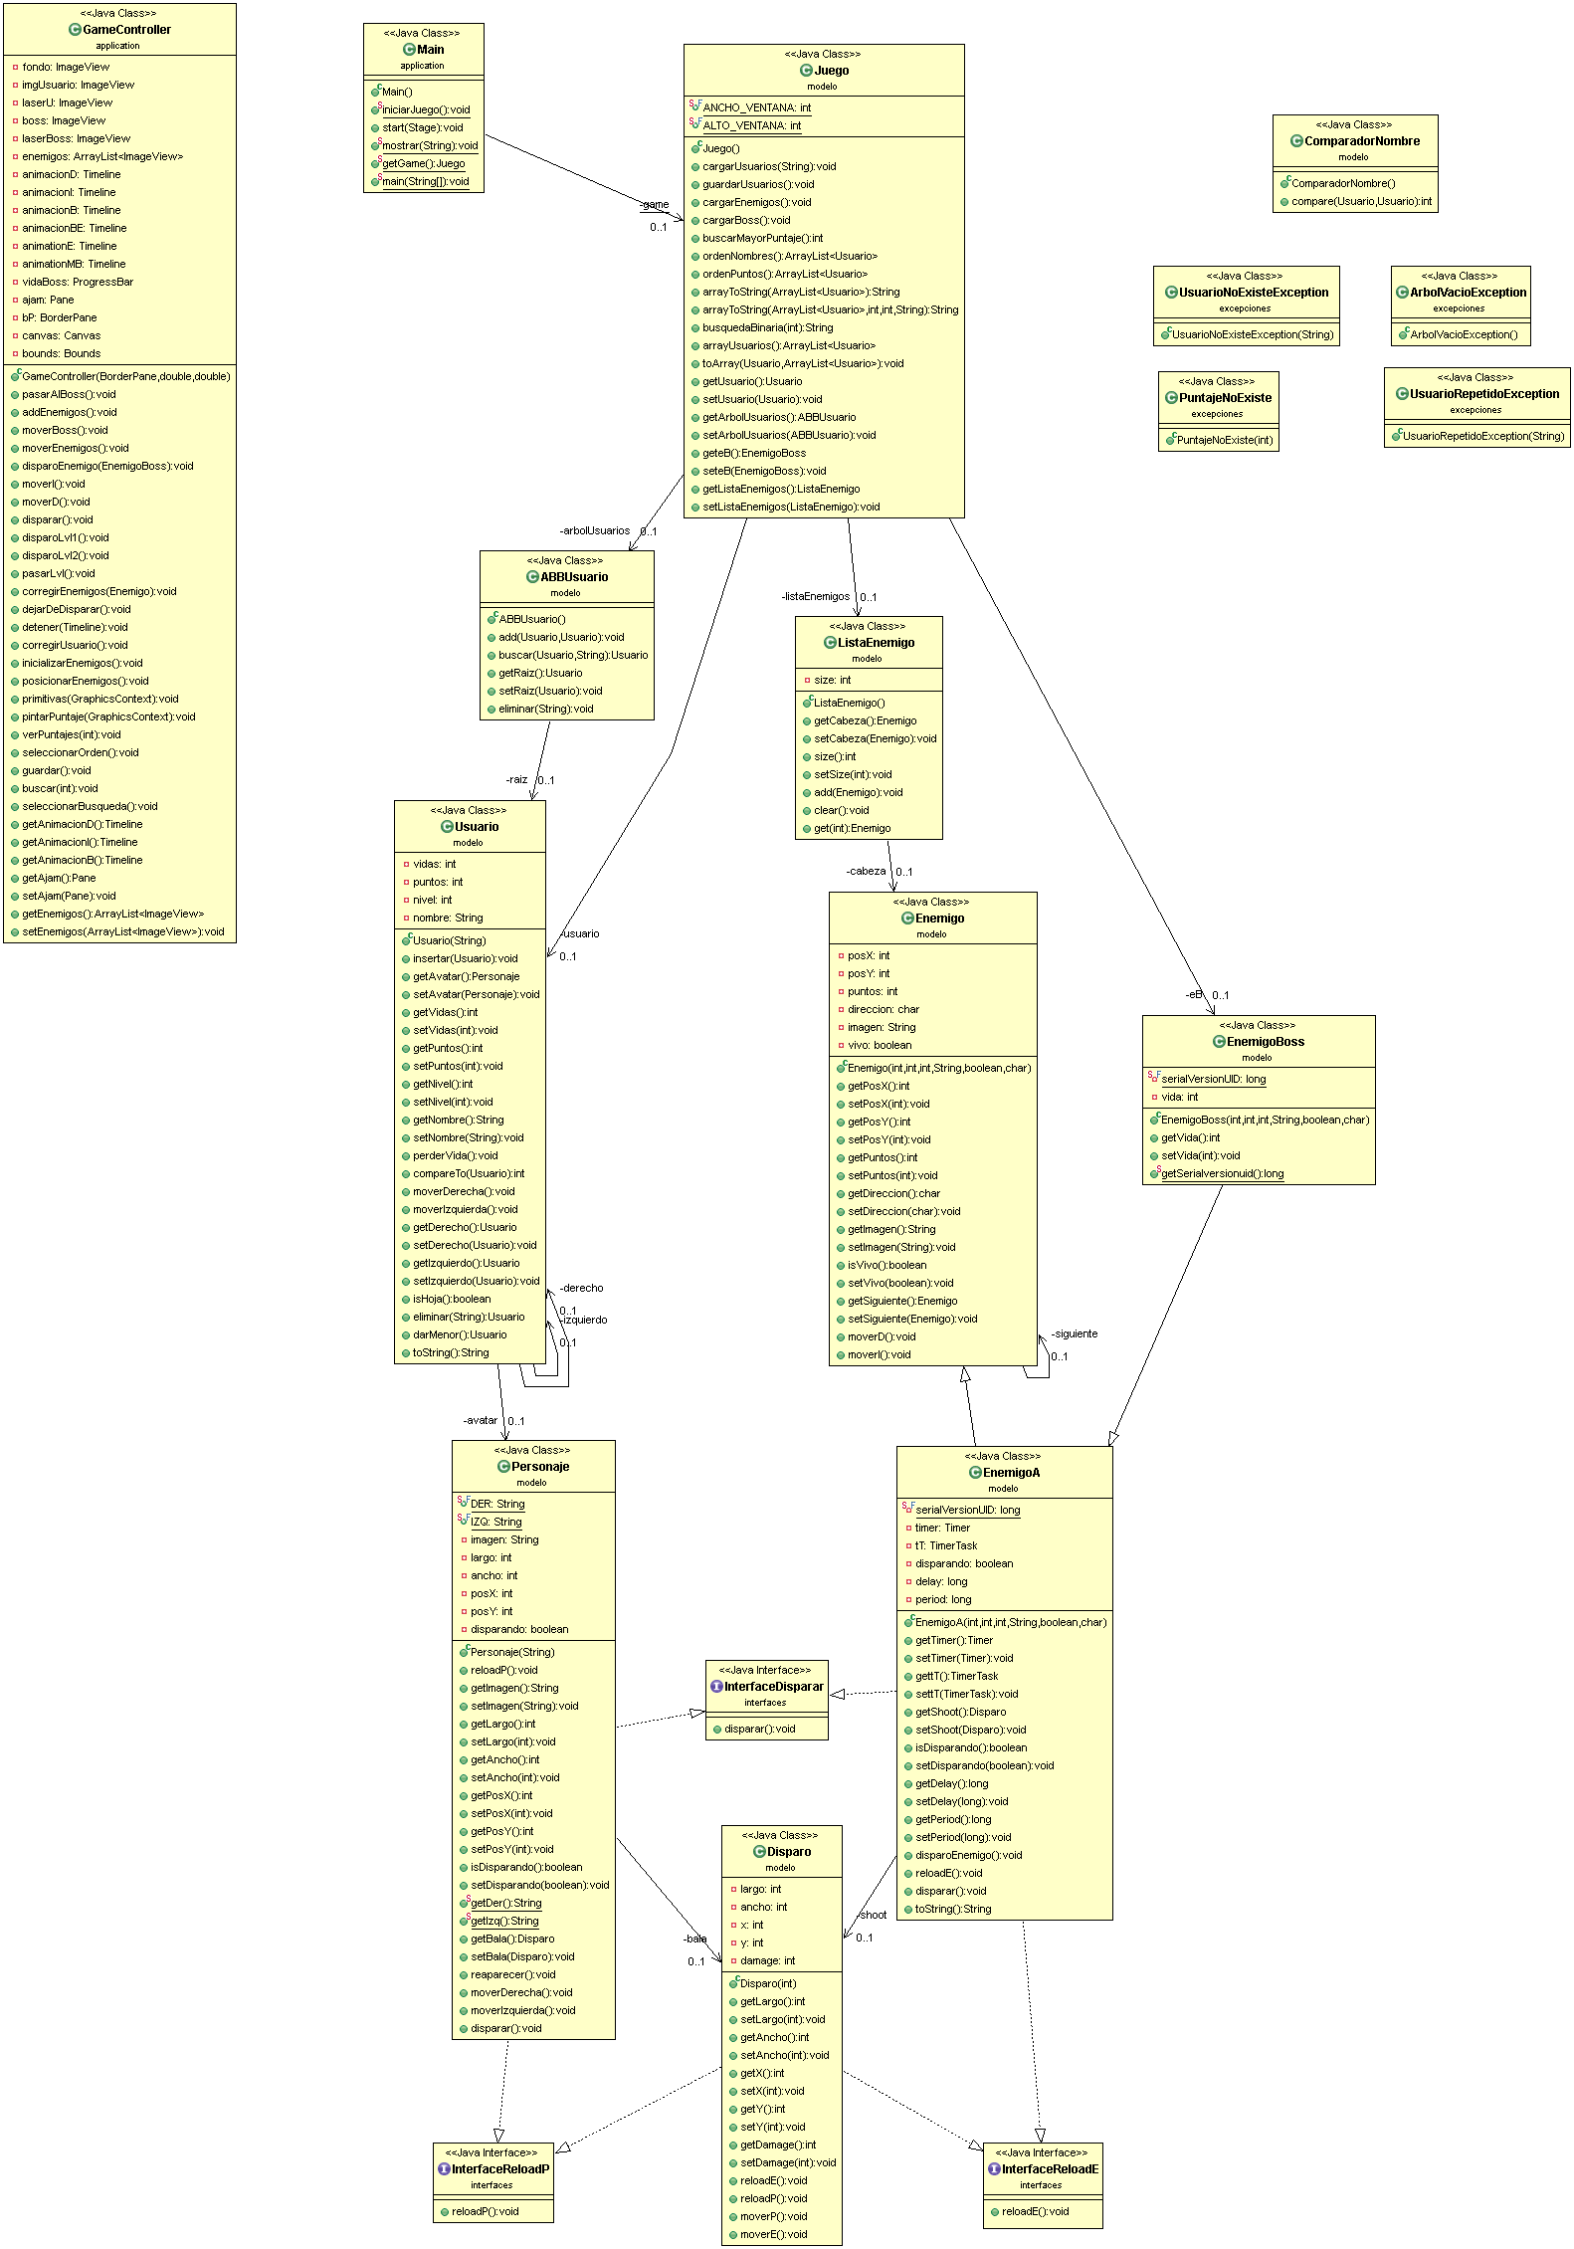 <<Java Class>>
GameController
application
fondo: ImageView
imgUsuario: ImageView
laserU: ImageView
boss: ImageView
laserBoss: ImageView
enemigos: ArrayList<ImageView>
animacionD: Timeline
animacionI: Timeline
animacionB: Timeline
animacionBE: Timeline
animationE: Timeline
animationMB: Timeline
vidaBoss: ProgressBar
ajam: Pane
bP: BorderPane
canvas: Canvas
bounds: Bounds
GameController(BorderPane,double,double)
pasarAlBoss():void
addEnemigos():void
moverBoss():void
moverEnemigos():void
disparoEnemigo(EnemigoBoss):void
moverI():void
moverD():void
disparar():void
disparoLvl1():void
disparoLvl2():void
pasarLvl():void
corregirEnemigos(Enemigo):void
dejarDeDisparar():void
detener(Timeline):void
corregirUsuario():void
inicializarEnemigos():void
posicionarEnemigos():void
primitivas(GraphicsContext):void
pintarPuntaje(GraphicsContext):void
verPuntajes(int):void
seleccionarOrden():void
guardar():void
buscar(int):void
seleccionarBusqueda():void
getAnimacionD():Timeline
getAnimacionI():Timeline
getAnimacionB():Timeline
getAjam():Pane
setAjam(Pane):void
getEnemigos():ArrayList<ImageView>
setEnemigos(ArrayList<ImageView>):void
<<Java Class>>
Main
application
Main()
iniciarJuego():void
start(Stage):void
mostrar(String):void
getGame():Juego
main(String[]):void
-game
0..1
<<Java Class>>
Juego
modelo
ANCHO_VENTANA: int
ALTO_VENTANA: int
Juego()
cargarUsuarios(String):void
guardarUsuarios():void
cargarEnemigos():void
cargarBoss():void
buscarMayorPuntaje():int
ordenNombres():ArrayList<Usuario>
ordenPuntos():ArrayList<Usuario>
arrayToString(ArrayList<Usuario>):String
arrayToString(ArrayList<Usuario>,int,int,String):String
busquedaBinaria(int):String
arrayUsuarios():ArrayList<Usuario>
toArray(Usuario,ArrayList<Usuario>):void
getUsuario():Usuario
setUsuario(Usuario):void
getArbolUsuarios():ABBUsuario
setArbolUsuarios(ABBUsuario):void
geteB():EnemigoBoss
seteB(EnemigoBoss):void
getListaEnemigos():ListaEnemigo
setListaEnemigos(ListaEnemigo):void
<<Java Class>>
ComparadorNombre
modelo
ComparadorNombre()
compare(Usuario,Usuario):int
<<Java Class>>
UsuarioNoExisteException
excepciones
UsuarioNoExisteException(String)
<<Java Class>>
ArbolVacioException
excepciones
ArbolVacioException()
<<Java Class>>
PuntajeNoExiste
excepciones
PuntajeNoExiste(int)
<<Java Class>>
UsuarioRepetidoException
excepciones
UsuarioRepetidoException(String)
-arbolUsuarios
0..1
<<Java Class>>
ABBUsuario
modelo
ABBUsuario()
add(Usuario,Usuario):void
buscar(Usuario,String):Usuario
getRaiz():Usuario
setRaiz(Usuario):void
eliminar(String):void
-listaEnemigos
0..1
<<Java Class>>
ListaEnemigo
modelo
size: int
ListaEnemigo()
getCabeza():Enemigo
setCabeza(Enemigo):void
size():int
setSize(int):void
add(Enemigo):void
clear():void
get(int):Enemigo
-raiz
0..1
<<Java Class>>
Usuario
modelo
vidas: int
puntos: int
nivel: int
nombre: String
Usuario(String)
insertar(Usuario):void
getAvatar():Personaje
setAvatar(Personaje):void
getVidas():int
setVidas(int):void
getPuntos():int
setPuntos(int):void
getNivel():int
setNivel(int):void
getNombre():String
setNombre(String):void
perderVida():void
compareTo(Usuario):int
moverDerecha():void
moverIzquierda():void
getDerecho():Usuario
setDerecho(Usuario):void
getIzquierdo():Usuario
setIzquierdo(Usuario):void
isHoja():boolean
eliminar(String):Usuario
darMenor():Usuario
toString():String
-usuario
0..1
-derecho
0..1
-izquierdo
0..1
-cabeza
0..1
<<Java Class>>
Enemigo
modelo
posX: int
posY: int
puntos: int
direccion: char
imagen: String
vivo: boolean
Enemigo(int,int,int,String,boolean,char)
getPosX():int
setPosX(int):void
getPosY():int
setPosY(int):void
getPuntos():int
setPuntos(int):void
getDireccion():char
setDireccion(char):void
getImagen():String
setImagen(String):void
isVivo():boolean
setVivo(boolean):void
getSiguiente():Enemigo
setSiguiente(Enemigo):void
moverD():void
moverI():void
-siguiente
0..1
-eB
0..1
<<Java Class>>
EnemigoBoss
modelo
serialVersionUID: long
vida: int
EnemigoBoss(int,int,int,String,boolean,char)
getVida():int
setVida(int):void
getSerialversionuid():long
-avatar
0..1
<<Java Class>>
Personaje
modelo
DER: String
IZQ: String
imagen: String
largo: int
ancho: int
posX: int
posY: int
disparando: boolean
Personaje(String)
reloadP():void
getImagen():String
setImagen(String):void
getLargo():int
setLargo(int):void
getAncho():int
setAncho(int):void
getPosX():int
setPosX(int):void
getPosY():int
setPosY(int):void
isDisparando():boolean
setDisparando(boolean):void
getDer():String
getIzq():String
getBala():Disparo
setBala(Disparo):void
reaparecer():void
moverDerecha():void
moverIzquierda():void
disparar():void
<<Java Class>>
EnemigoA
modelo
serialVersionUID: long
timer: Timer
tT: TimerTask
disparando: boolean
delay: long
period: long
EnemigoA(int,int,int,String,boolean,char)
getTimer():Timer
setTimer(Timer):void
gettT():TimerTask
settT(TimerTask):void
getShoot():Disparo
setShoot(Disparo):void
isDisparando():boolean
setDisparando(boolean):void
getDelay():long
setDelay(long):void
getPeriod():long
setPeriod(long):void
disparoEnemigo():void
reloadE():void
disparar():void
toString():String
<<Java Interface>>
InterfaceDisparar
interfaces
disparar():void
-bala
0..1
-shoot
0..1
<<Java Class>>
Disparo
modelo
largo: int
ancho: int
x: int
y: int
damage: int
Disparo(int)
getLargo():int
setLargo(int):void
getAncho():int
setAncho(int):void
getX():int
setX(int):void
getY():int
setY(int):void
getDamage():int
setDamage(int):void
reloadE():void
reloadP():void
moverP():void
moverE():void
<<Java Interface>>
InterfaceReloadP
interfaces
reloadP():void
<<Java Interface>>
InterfaceReloadE
interfaces
reloadE():void